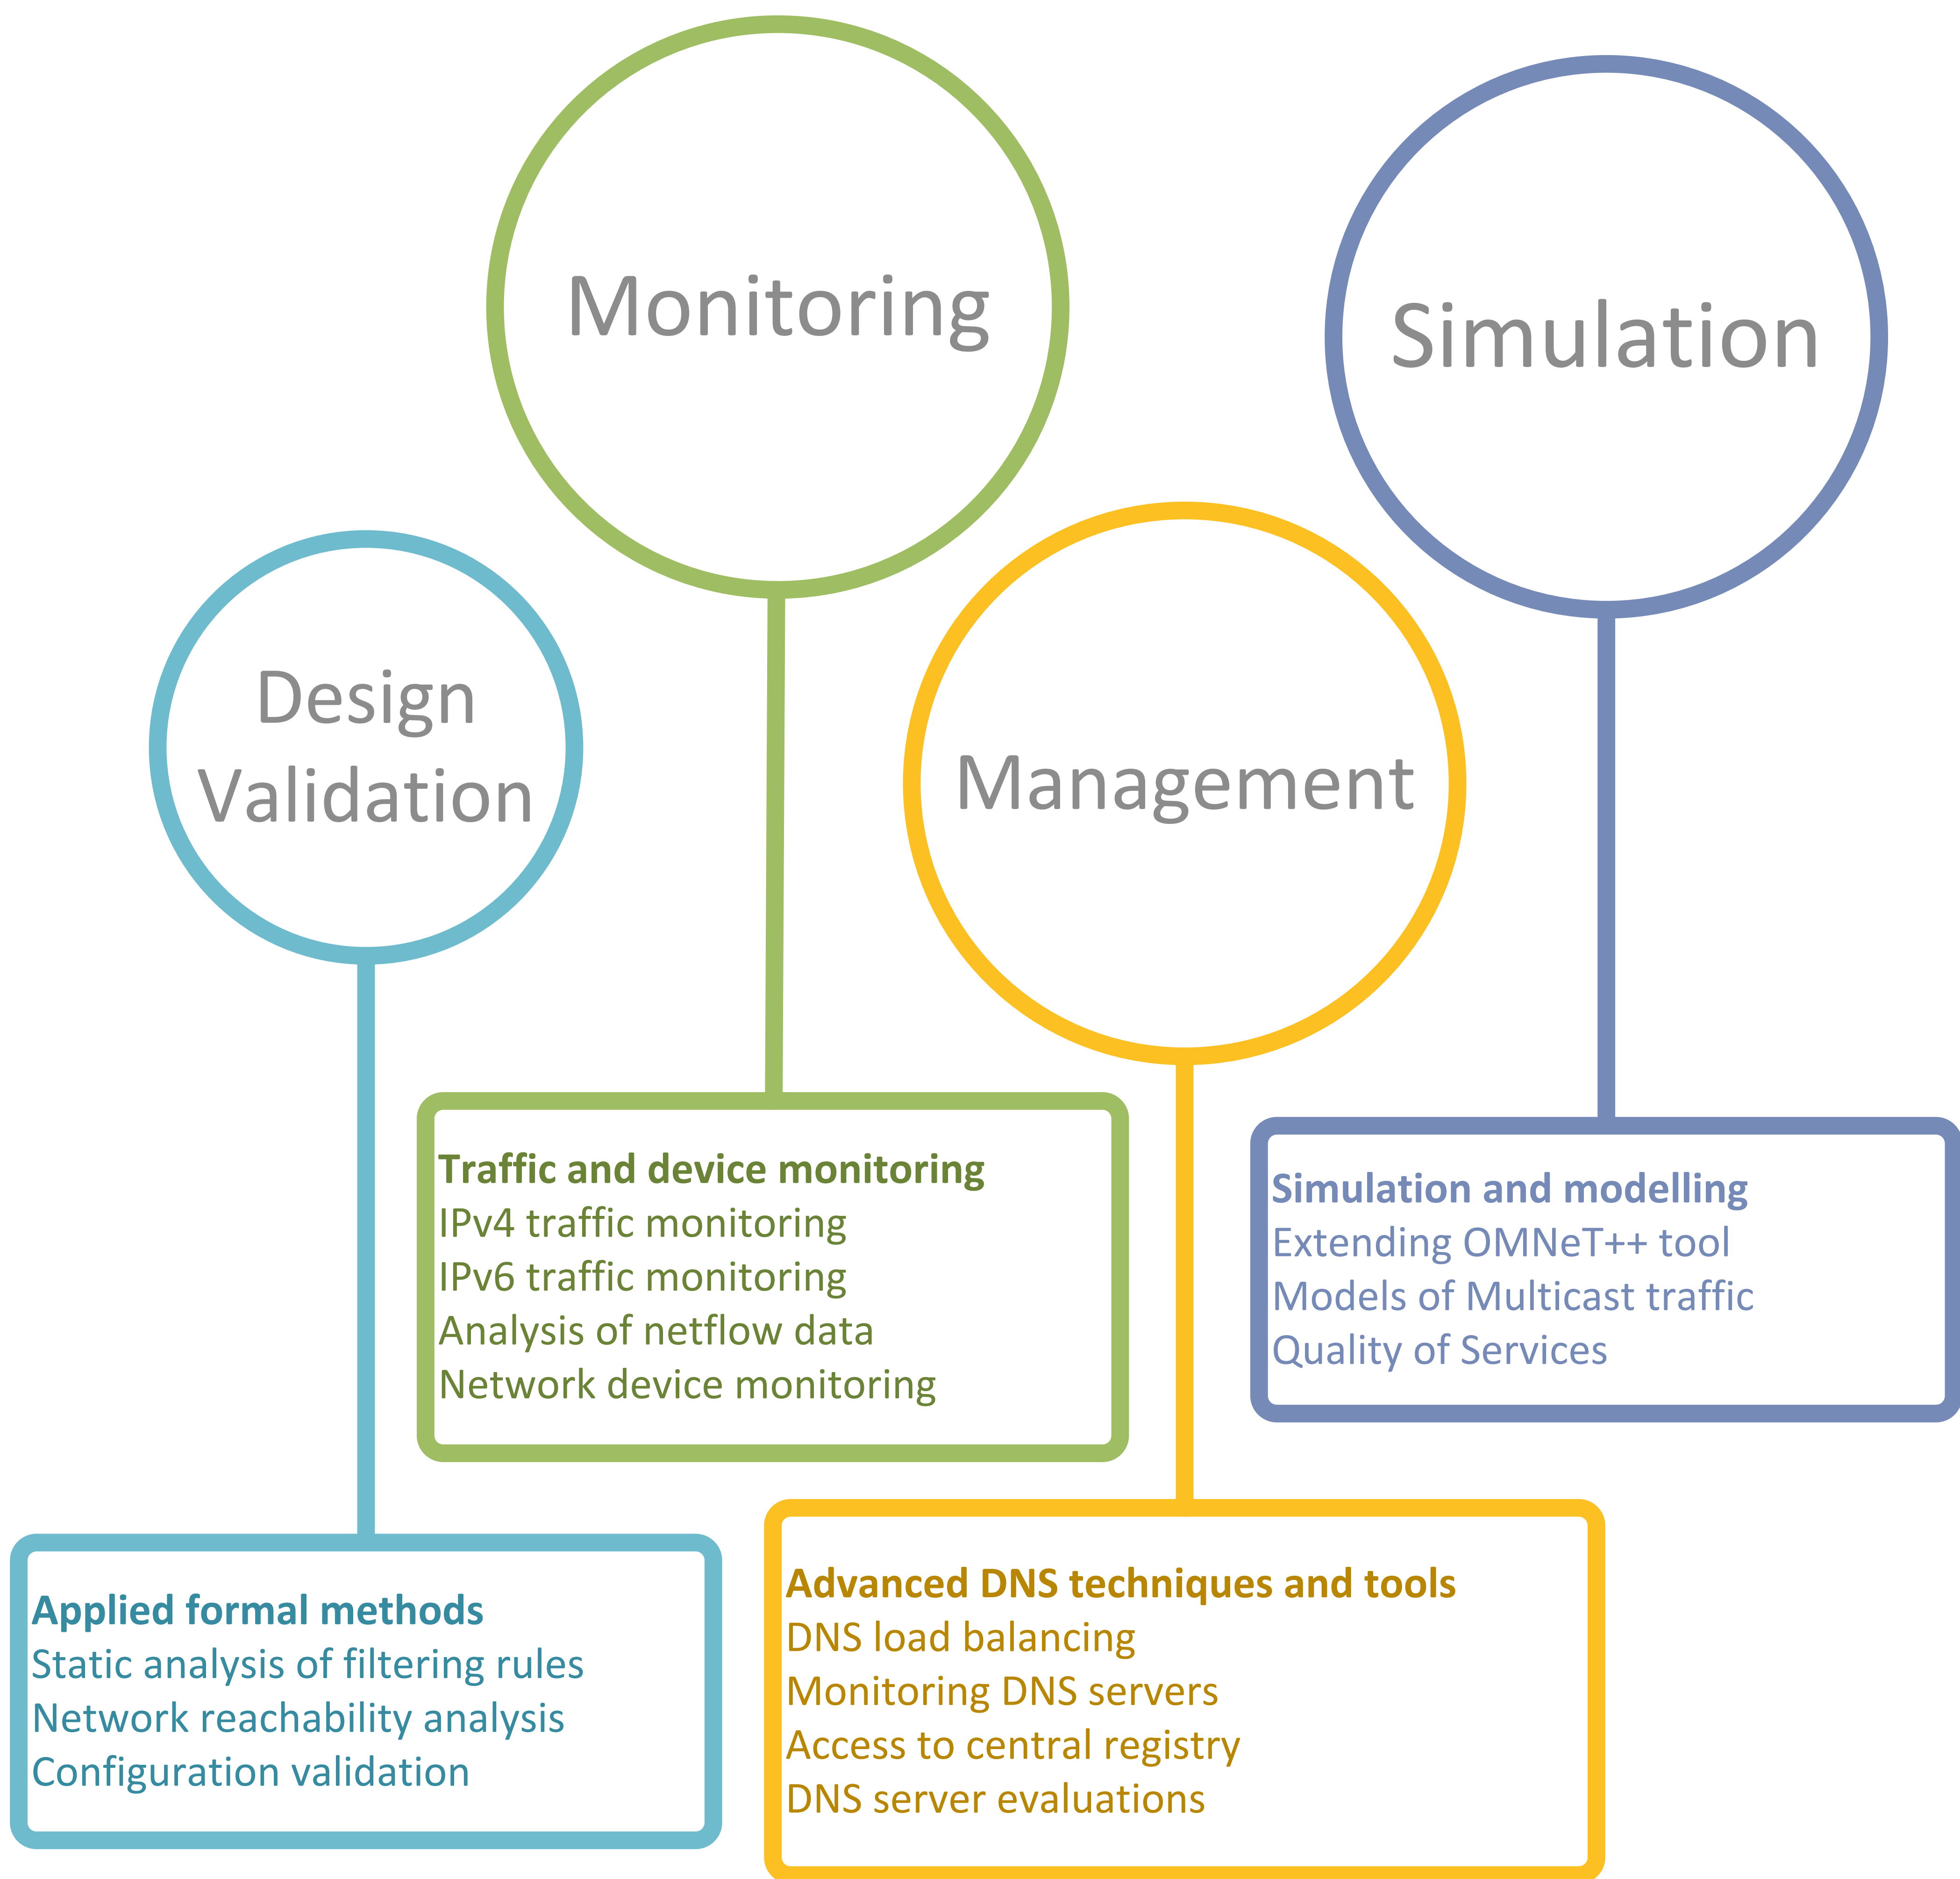 Monitoring
Simulation
Design
Validation
Management
Traffic and device monitoring
IPv4 traffic monitoring
IPv6 traffic monitoring
Analysis of netflow data
Network device monitoring
Simulation and modelling
Extending OMNeT++ tool
Models of Multicast traffic
Quality of Services
Applied formal methods
Static analysis of filtering rules
Network reachability analysis
Configuration validation
Advanced DNS techniques and tools
DNS load balancing
Monitoring DNS servers
Access to central registry
DNS server evaluations